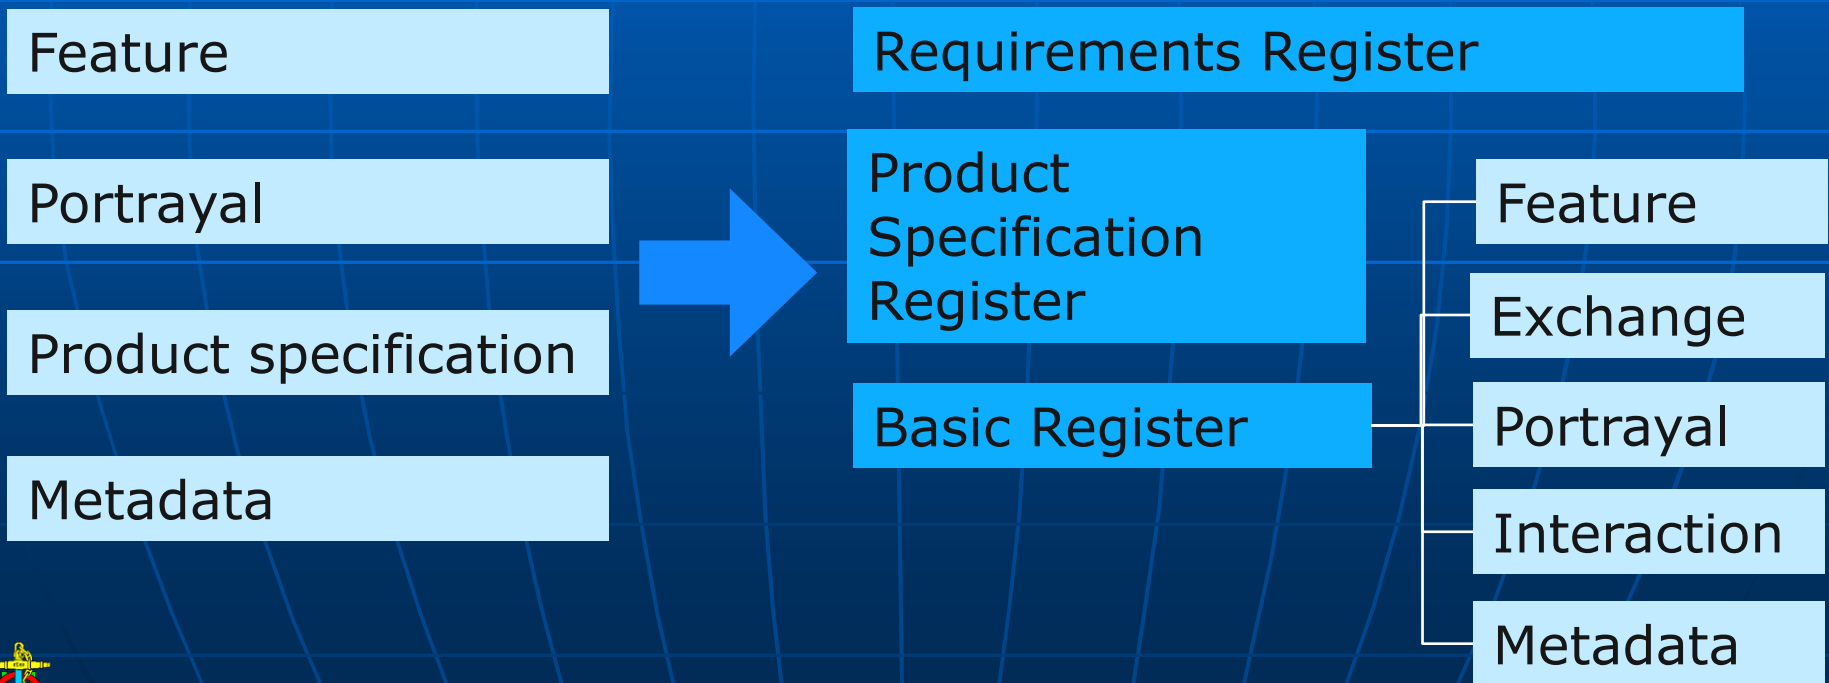 Feature
Portrayal
Product specification
Metadata
Requirements Register
Product
Specification
Register
Basic Register
Feature
Exchange
Portrayal
Interaction
Metadata